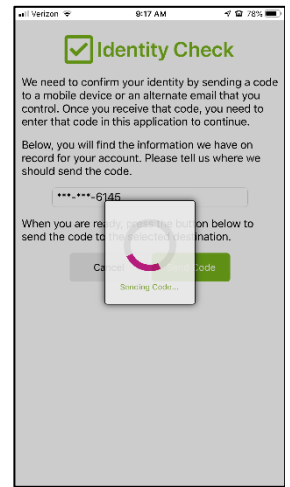 Verizon 9:17 AM 78%
Identity Check
We need to confirm your identity by sending a code
to a mobile device or an alternate email that you
control. Once you receive that code, you need to
enter that code in this application to continue.
Below, you will find the information we have on
record for your account. Please tell us where we
should send the code.
***-***-6145
When you are ready, press the button below to
send the code to the selected destination.
Cancel Send Code
Sending Code...